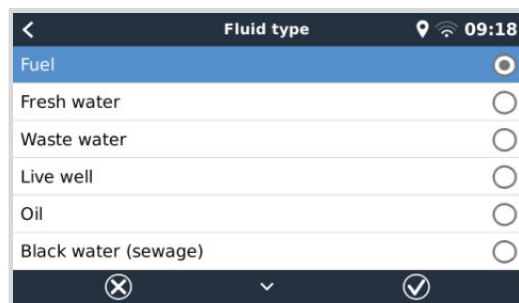 Fluid type 09:18
Fuel
Fresh water
Waste water
Live well
Oil
Black water (sewage)